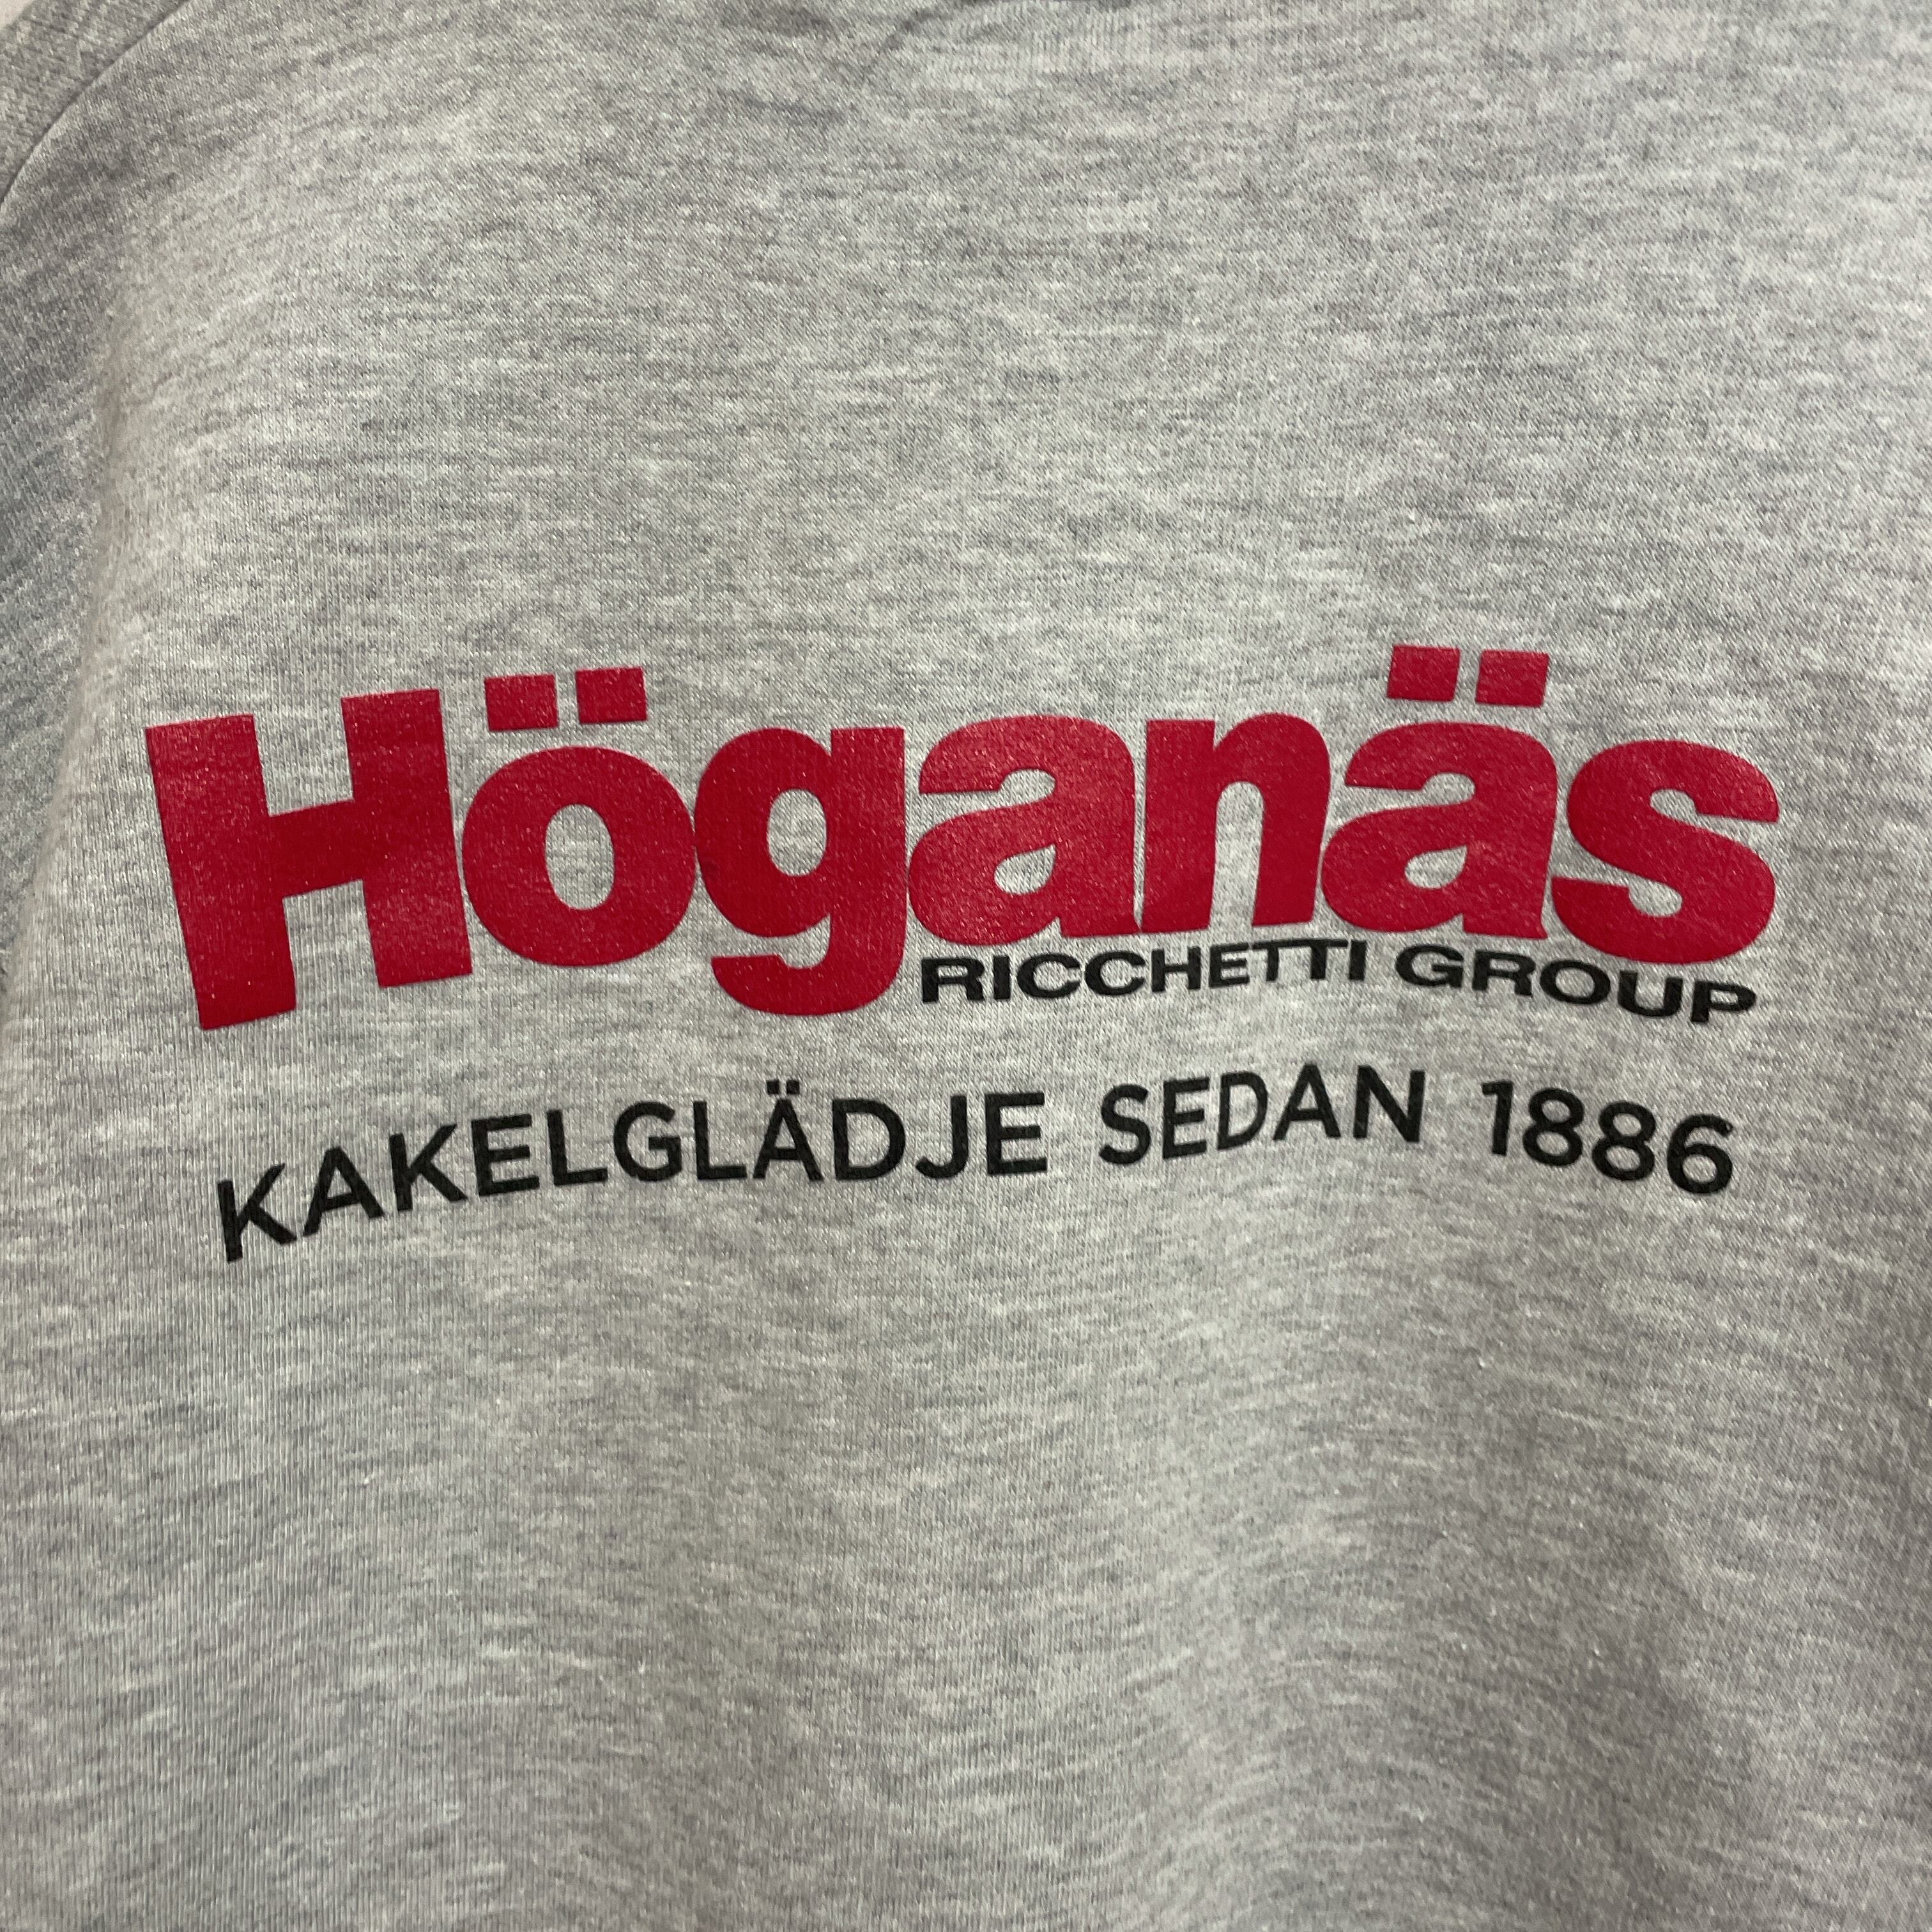 Höganäs
RICCHETTI GROUP
KAKELGLÄDJE SEDAN 1886